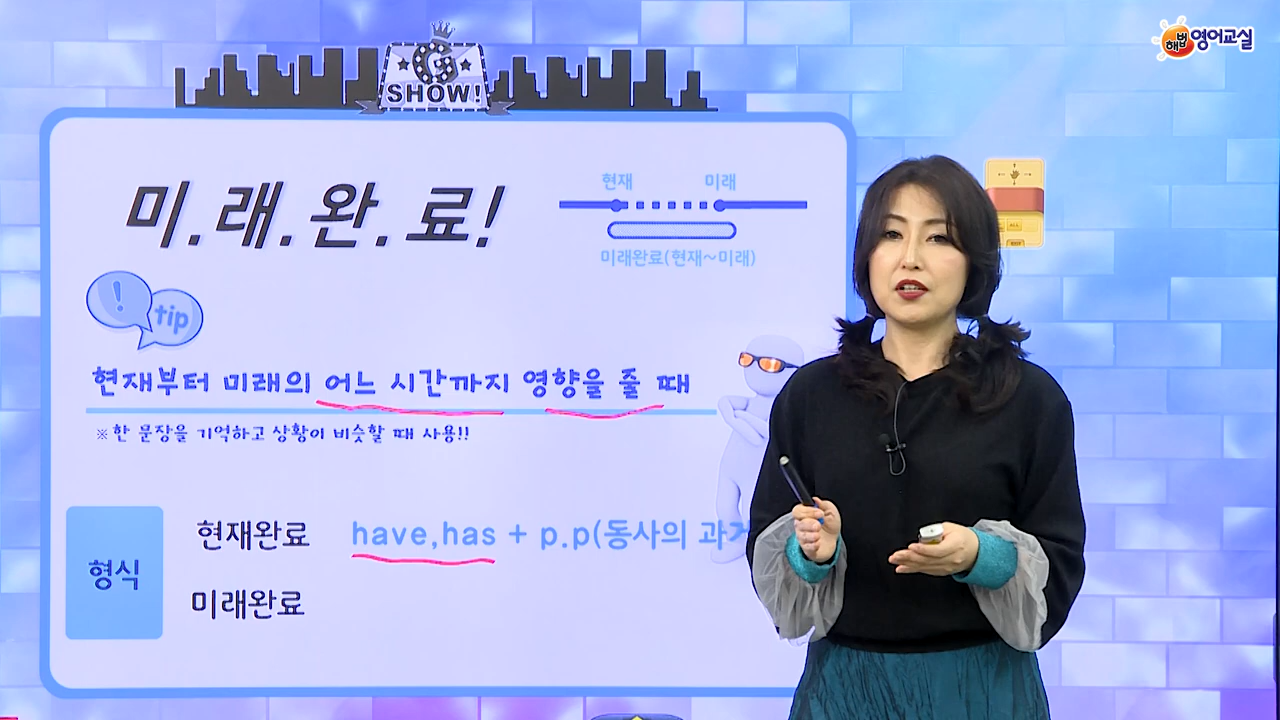 해법영어교실
G
SHOW!
미.래.완.료!
현재 미래
미래완료(현재~미래)
! tip
ALL
현재부터 미래의 어느 시간까지 영향을 줄 때
※ 한 문장을 기억하고 상황이 비슷할 때 사용!!
형식
현재완료 have,has + p.p(동사의 과거
미래완료